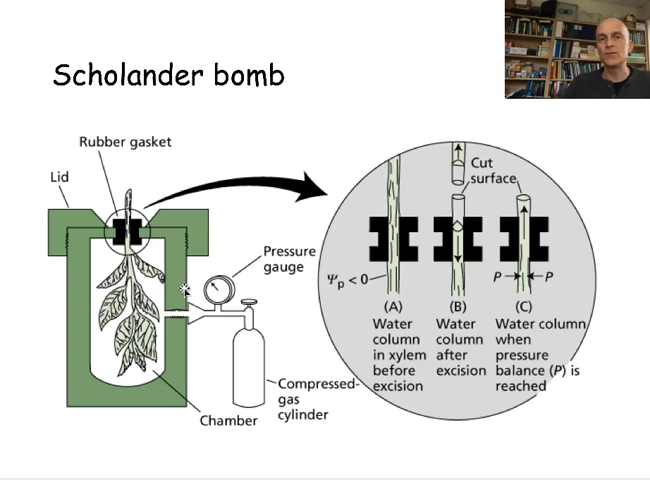 Scholander bomb
Rubber gasket
Lid
Pressure
gauge
Compressed-
gas
cylinder
Chamber
Cut
surface
Ψp < 0
P
P
(A)
Water
column
in xylem
before
excision
(B)
Water
column
after
excision
(C)
Water column
when
pressure
balance (P) is
reached